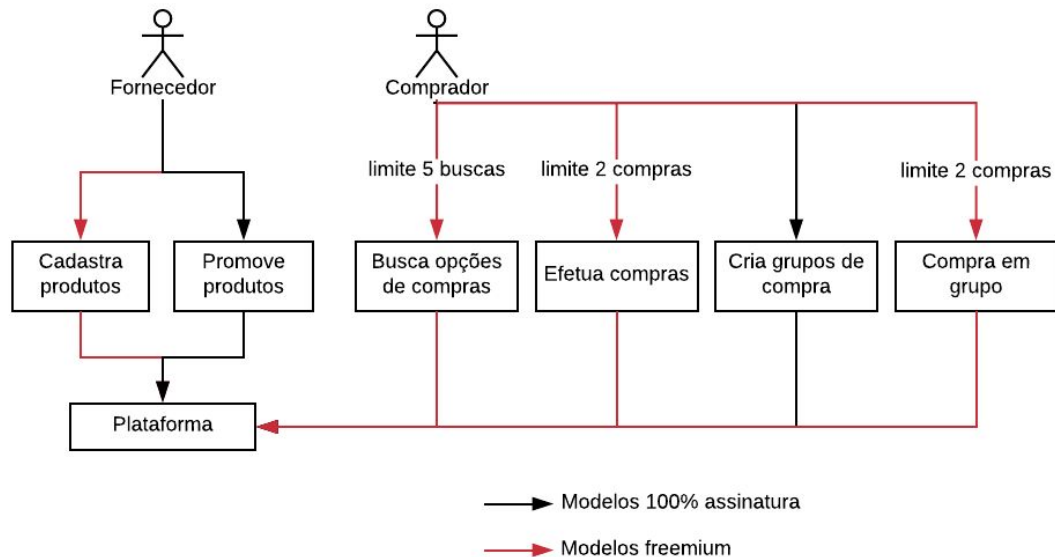 Fornecedor
Comprador
limite 5 buscas
limite 2 compras
limite 2 compras
Cadastra
produtos
Promove
produtos
Busca opções
de compras
Efetua compras
Cria grupos de
compra
Compra em
grupo
Plataforma
Modelos 100% assinatura
Modelos freemium